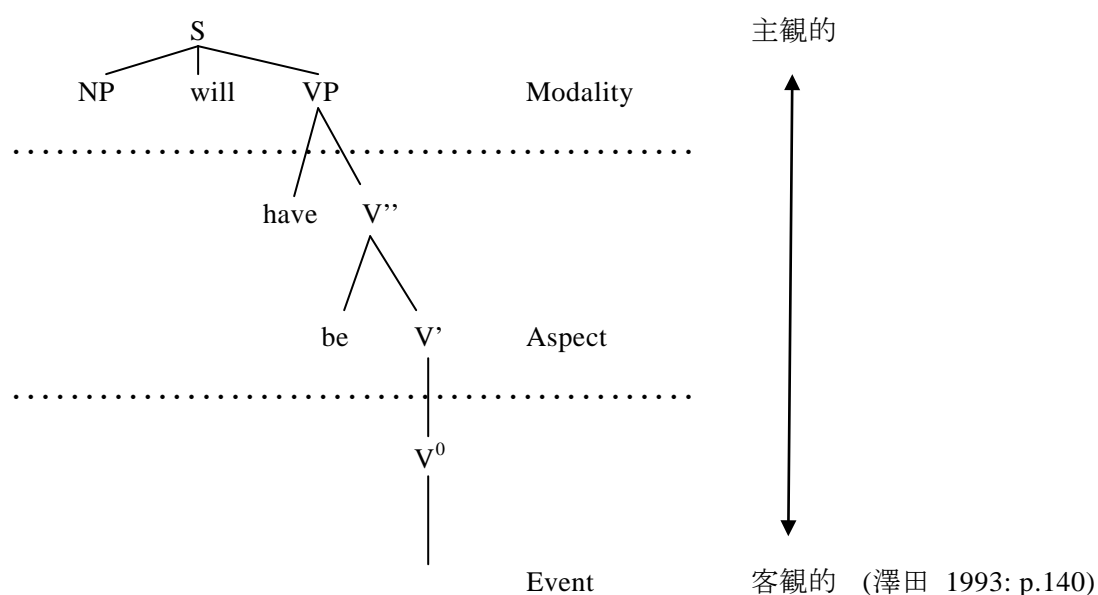 S 主観的
NP will VP Modality
have V’’
be V’ Aspect
V⁰
Event 客観的 (澤田 1993: p.140)